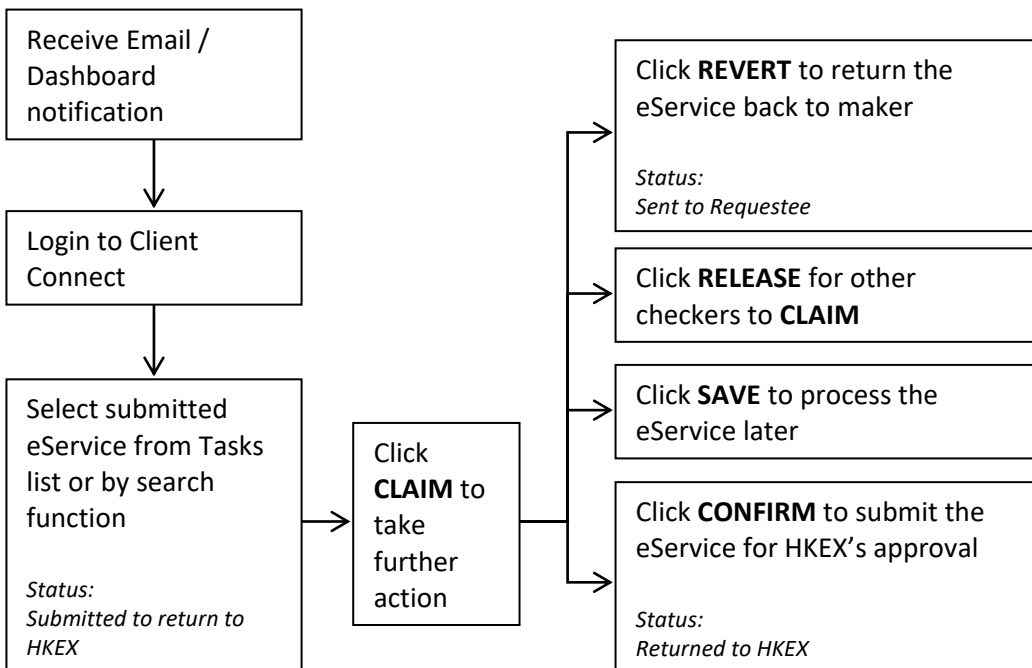 Receive Email /
Dashboard
notification
Login to Client
Connect
Select submitted
eService from Tasks
list or by search
function
Status:
Submitted to return to
HKEX
Click
CLAIM to
take
further
action
Click REVERT to return the
eService back to maker
Status:
Sent to Requestee
Click RELEASE for other
checkers to CLAIM
Click SAVE to process the
eService later
Click CONFIRM to submit the
eService for HKEX’s approval
Status:
Returned to HKEX